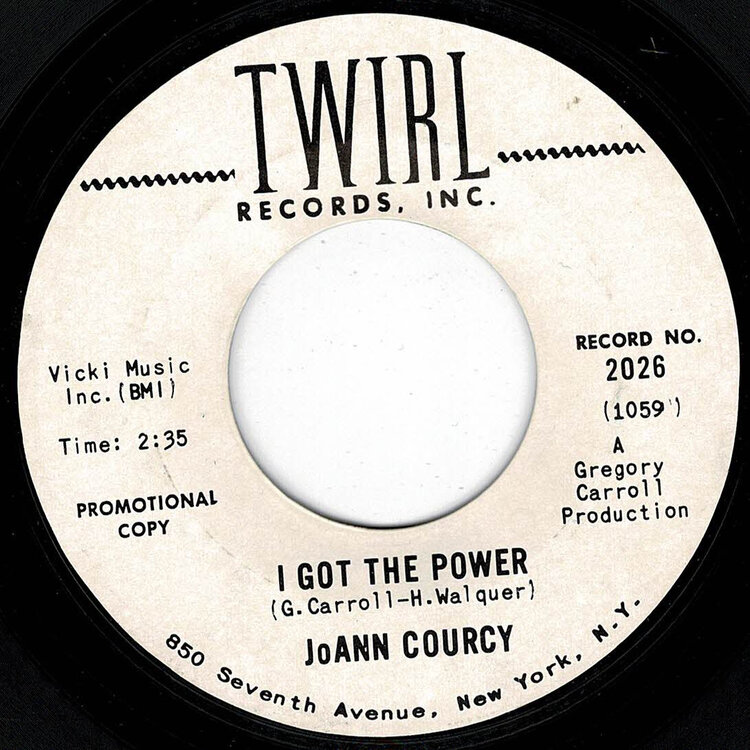 TWIRL
RECORDS, INC.
Vicki Music
Inc.(BMI)
Time: 2:35
PROMOTIONAL
COPY
RECORD NO.
2026
(1059')
A
Gregory
Carroll
Production
I GOT THE POWER
(G.Carroll-H.Walquer)
JoANN COURCY
850 Seventh Avenue, New York, N.Y.